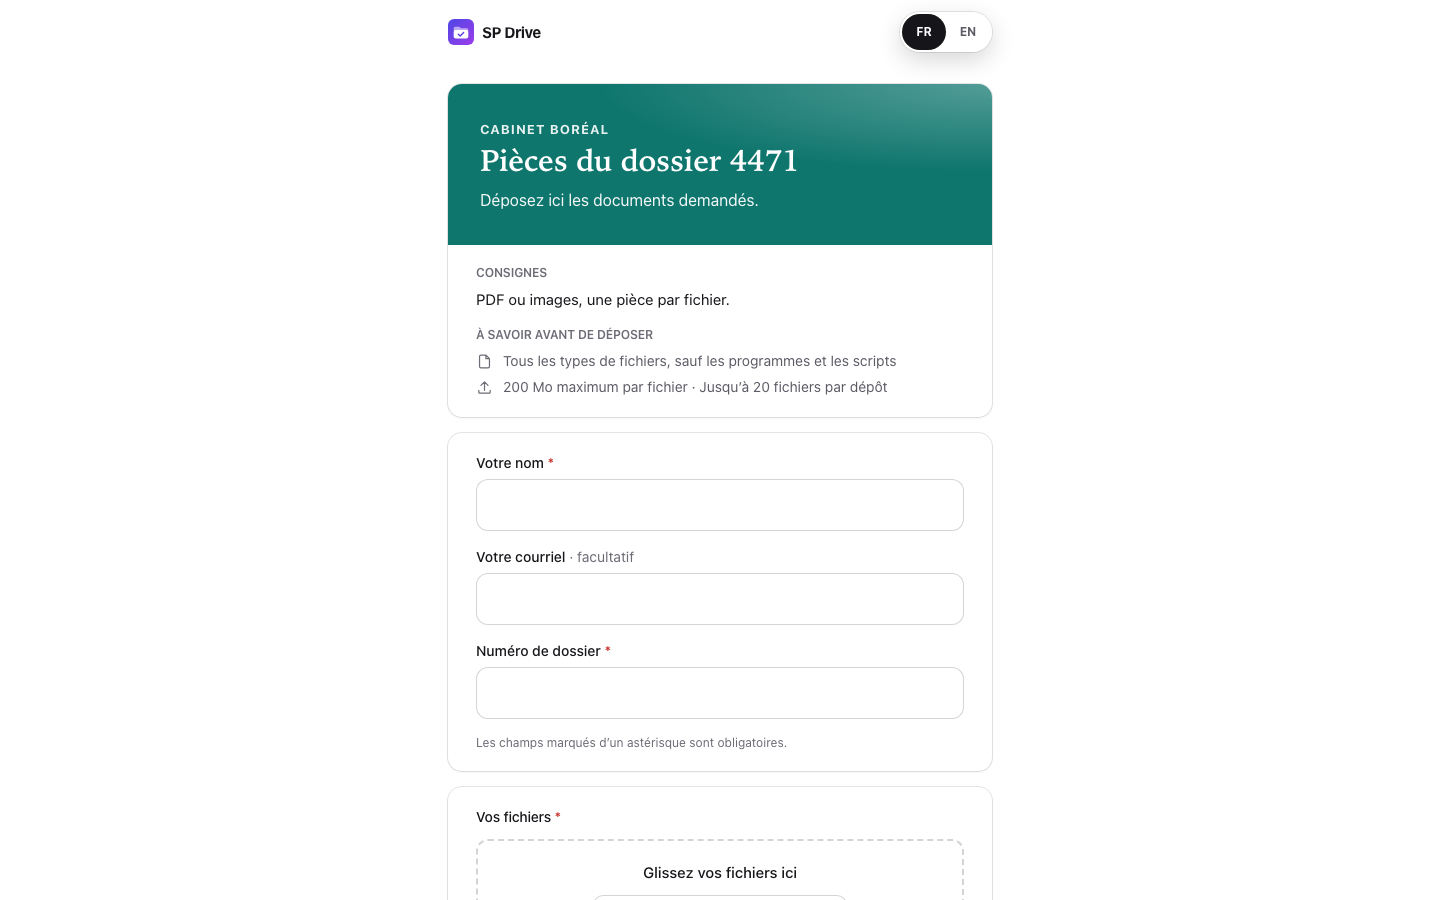 SP Drive
FR EN
CABINET BORÉAL
Pièces du dossier 4471
Déposez ici les documents demandés.
CONSIGNES
PDF ou images, une pièce par fichier.
À SAVOIR AVANT DE DÉPOSER
Tous les types de fichiers, sauf les programmes et les scripts
200 Mo maximum par fichier · Jusqu’à 20 fichiers par dépôt
Votre nom *
Votre courriel · facultatif
Numéro de dossier *
Les champs marqués d’un astérisque sont obligatoires.
Vos fichiers *
Glissez vos fichiers ici